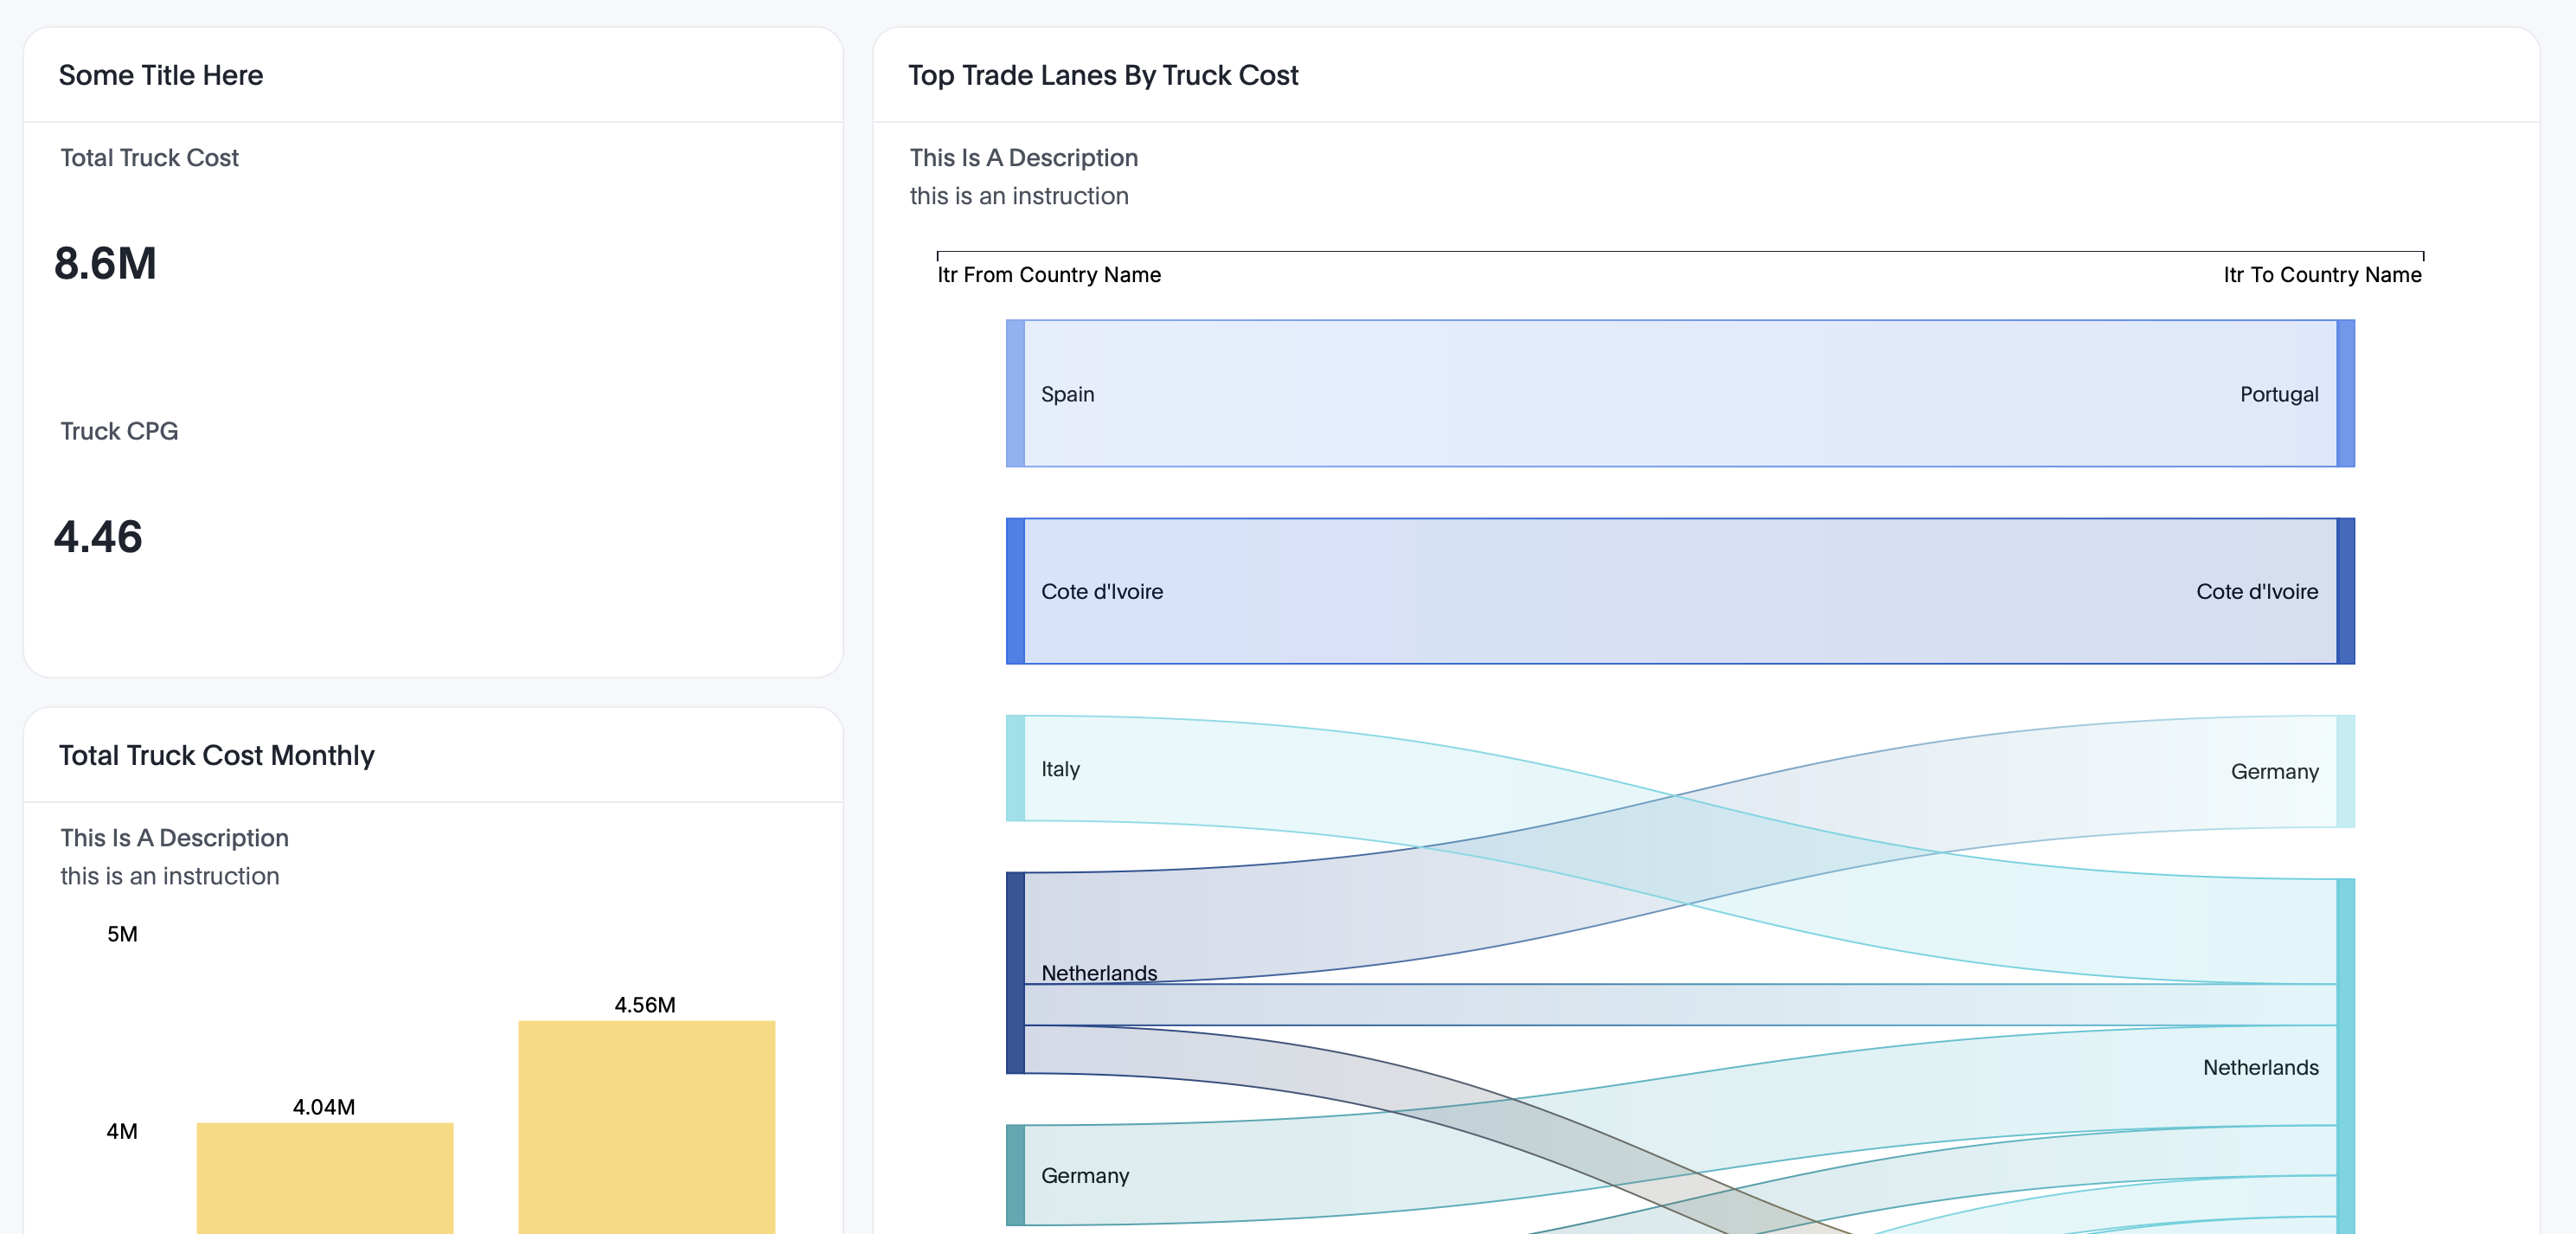 Some Title Here
Total Truck Cost
8.6M
Truck CPG
4.46
Total Truck Cost Monthly
This Is A Description
this is an instruction
5M
4.56M
4.04M
4M
Top Trade Lanes By Truck Cost
This Is A Description
this is an instruction
Itr From Country Name
Itr To Country Name
Spain
Portugal
Cote d'Ivoire
Cote d'Ivoire
Italy
Germany
Netherlands
Netherlands
Germany